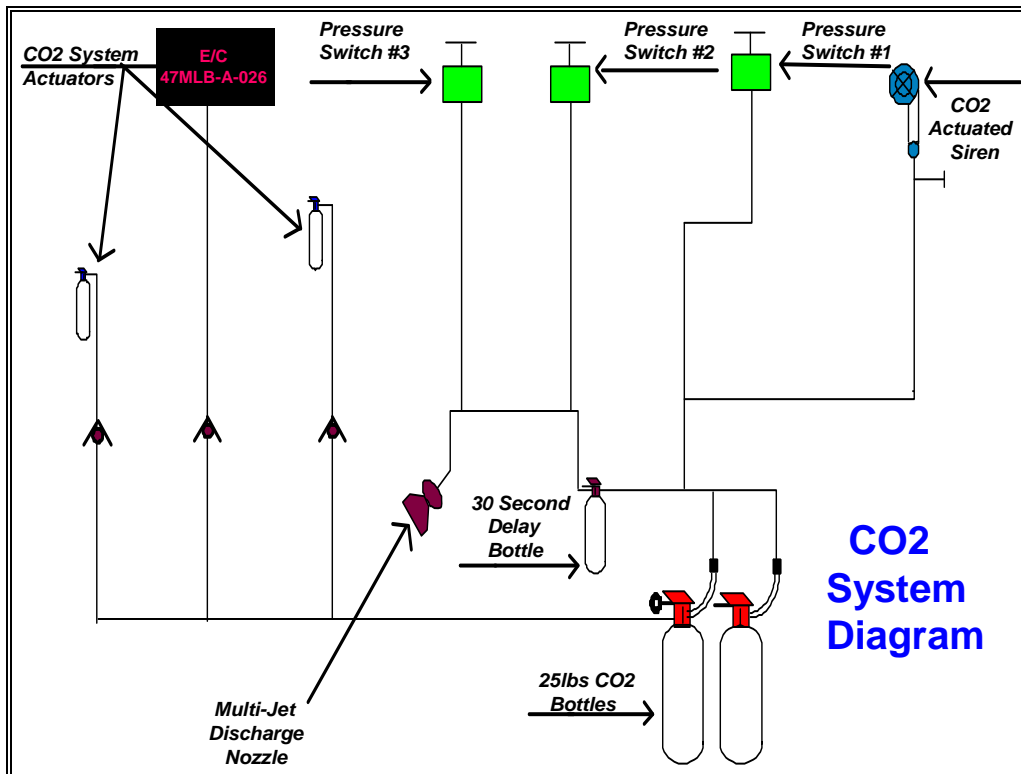 CO2 System
Actuators
E/C
47MLB-A-026
Pressure
Switch #3
Pressure
Switch #2
Pressure
Switch #1
CO2
Actuated
Siren
30 Second
Delay
Bottle
CO2
System
Diagram
25lbs CO2
Bottles
Multi-Jet
Discharge
Nozzle